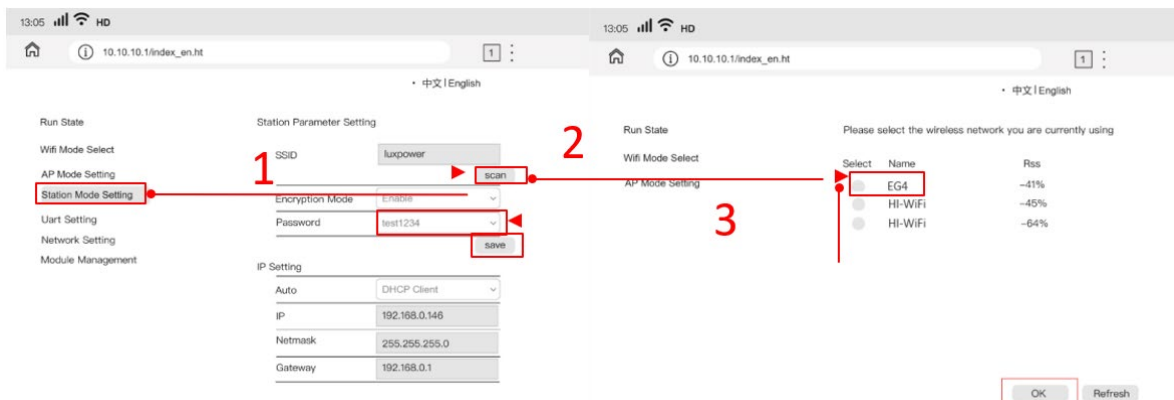 13:05 HD
10.10.10.1/index_en.ht
1
• 中文 | English
Run State
Wifi Mode Select
AP Mode Setting
Station Mode Setting
Uart Setting
Network Setting
Module Management
Station Parameter Setting
SSID luxpower
scan
Encryption Mode Enable
Password test1234
save
IP Setting
Auto DHCP Client
IP 192.168.0.146
Netmask 255.255.255.0
Gateway 192.168.0.1
1
2
13:05 HD
10.10.10.1/index_en.ht
1
• 中文 | English
Run State
Wifi Mode Select
AP Mode Setting
3
Please select the wireless network you are currently using
Select Name Rss
EG4 -41%
HI-WiFi -45%
HI-WiFi -64%
OK Refresh